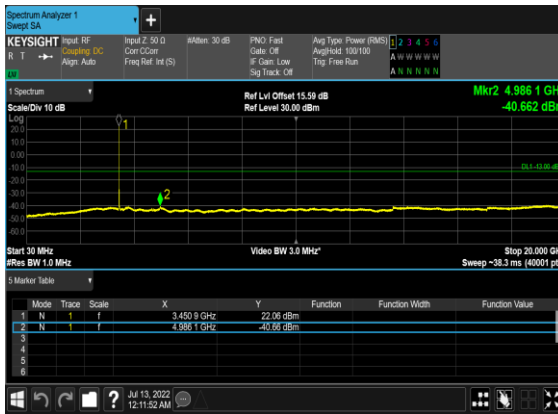 Spectrum Analyzer 1
Swept SA
+
KEYSIGHT Input: RF Input Z: 50 Ω #Atten: 30 dB PNO: Fast Avg Type: Power (RMS) 1 2 3 4 5 6
R T Coupling: DC Corr CCorr Gate: Off Avg|Hold: 100/100 A W W W W W
Align: Auto Freq Ref: Int (S) IF Gain: Low Trig: Free Run
Sig Track: Off A N N N N N
1 Spectrum
Scale/Div 10 dB
Ref Lvl Offset 15.59 dB
Ref Level 30.00 dBm
Mkr2 4.986 1 GH
-40.662 dB
Log
20.0
10.0
0.00
-10.0
-20.0
-30.0
-40.0
-50.0
-60.0
1
2
DL1 -13.00 dB
Start 30 MHz Video BW 3.0 MHz* Stop 20.000 GH
#Res BW 1.0 MHz Sweep ~38.3 ms (40001 pt
5 Marker Table
Mode Trace Scale X Y Function Function Width Function Value
1 N 1 f 3.450 9 GHz 22.06 dBm
2 N 1 f 4.986 1 GHz -40.66 dBm
3
4
5
6
? Jul 13, 2022
12:11:52 AM